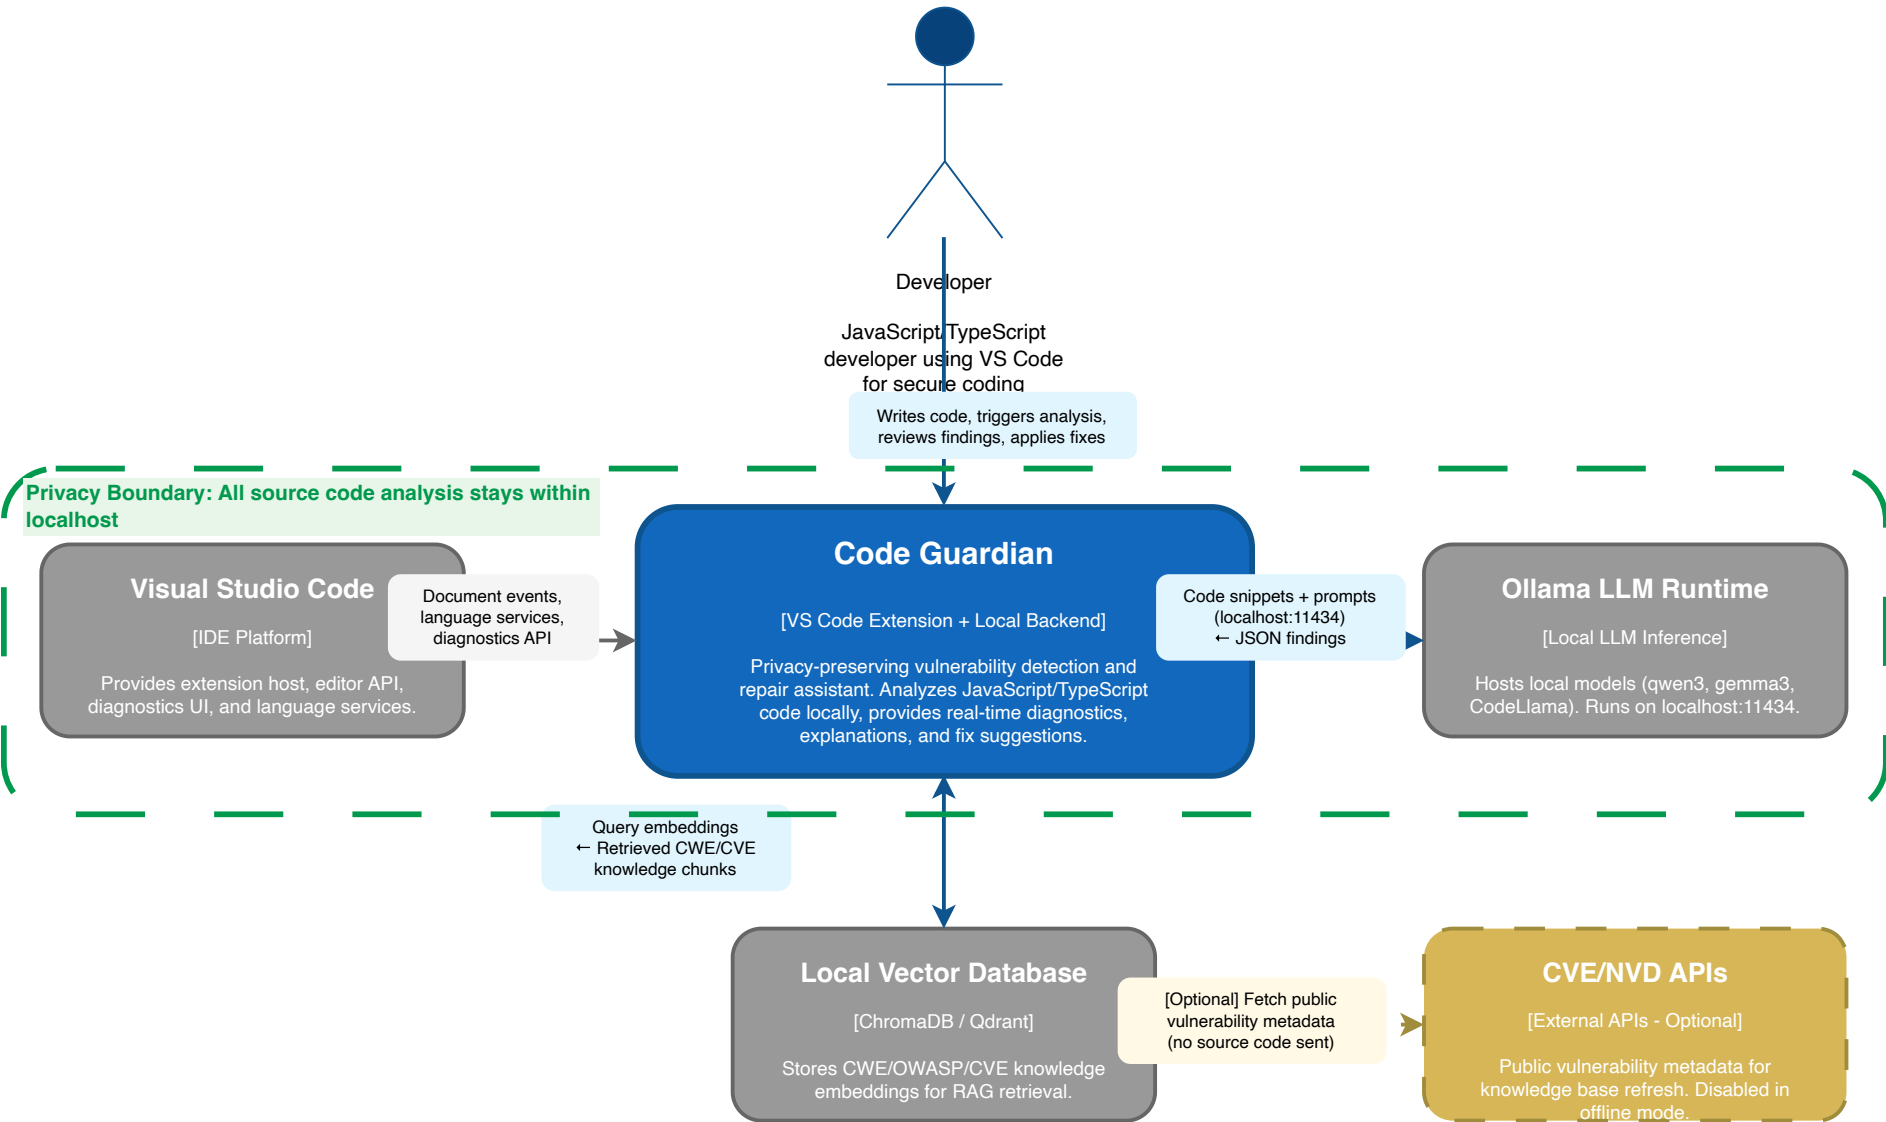 Developer
JavaScript/TypeScript
developer using VS Code
for secure coding
Writes code, triggers analysis,
reviews findings, applies fixes
Privacy Boundary: All source code analysis stays within
localhost
Visual Studio Code
[IDE Platform]
Provides extension host, editor API,
diagnostics UI, and language services.
Document events,
language services,
diagnostics API
Code Guardian
[VS Code Extension + Local Backend]
Privacy-preserving vulnerability detection and
repair assistant. Analyzes JavaScript/TypeScript
code locally, provides real-time diagnostics,
explanations, and fix suggestions.
Code snippets + prompts
(localhost:11434)
← JSON findings
Ollama LLM Runtime
[Local LLM Inference]
Hosts local models (qwen3, gemma3,
CodeLlama). Runs on localhost:11434.
Query embeddings
← Retrieved CWE/CVE
knowledge chunks
Local Vector Database
[ChromaDB / Qdrant]
Stores CWE/OWASP/CVE knowledge
embeddings for RAG retrieval.
[Optional] Fetch public
vulnerability metadata
(no source code sent)
CVE/NVD APIs
[External APIs - Optional]
Public vulnerability metadata for
knowledge base refresh. Disabled in
offline mode.